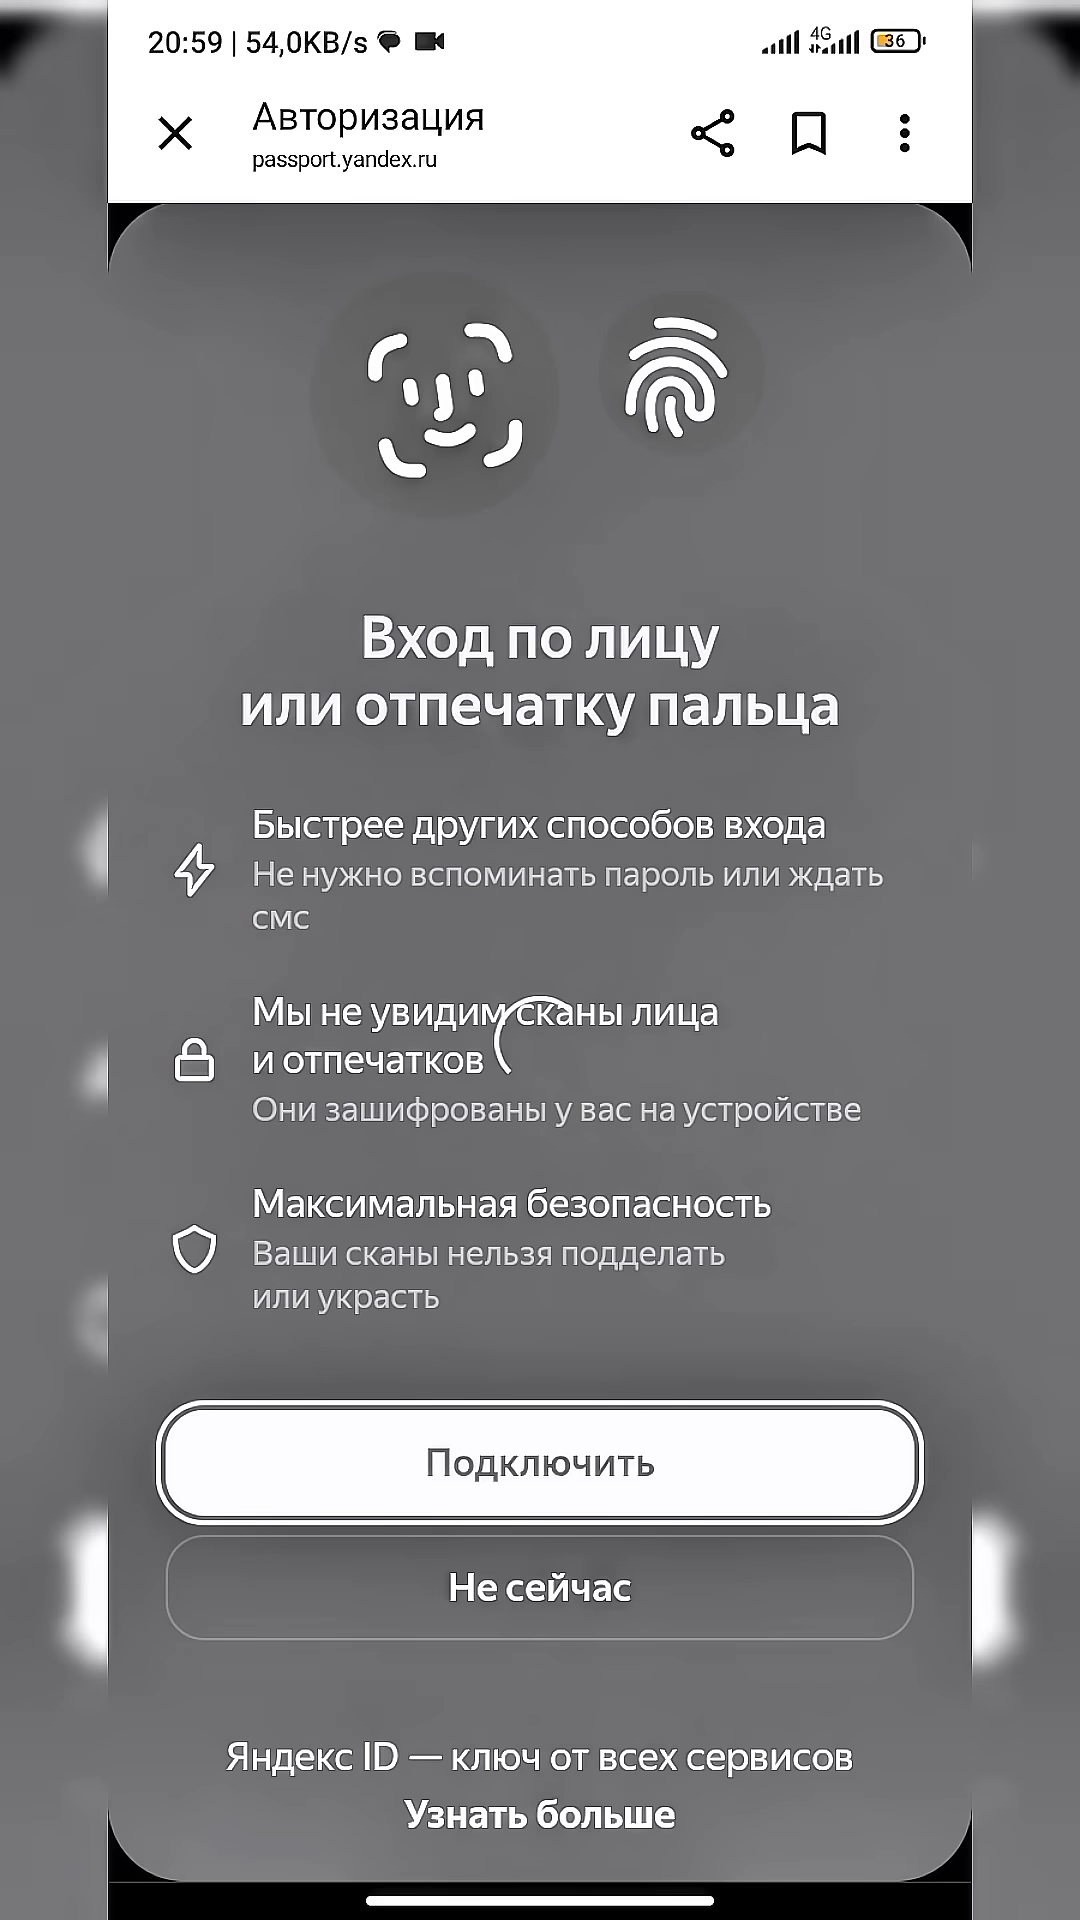 20:59 | 54,0KB/s 4G 36
Авторизация
passport.yandex.ru
Вход по лицу
или отпечатку пальца
Быстрее других способов входа
Не нужно вспоминать пароль или ждать
смс
Мы не увидим сканы лица
и отпечатков
Они зашифрованы у вас на устройстве
Максимальная безопасность
Ваши сканы нельзя подделать
или украсть
Подключить
Не сейчас
Яндекс ID — ключ от всех сервисов
Узнать больше